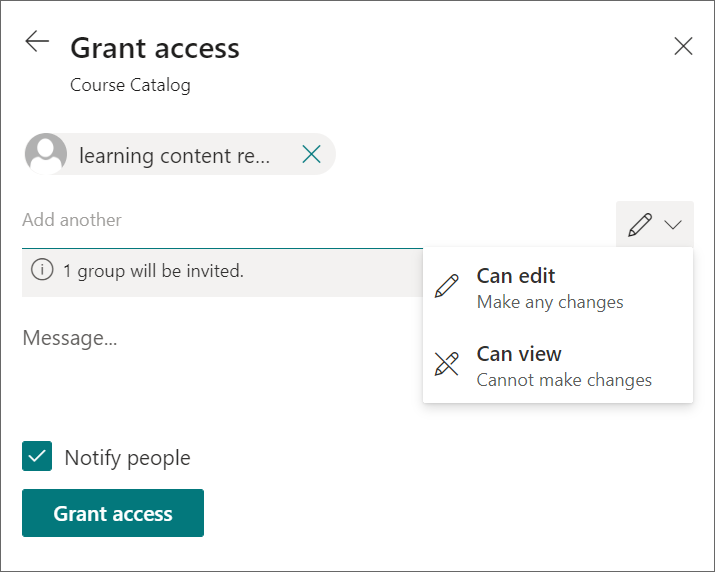 Grant access
Course Catalog
learning content re...
Add another
1 group will be invited.
Can edit
Make any changes
Message...
Can view
Cannot make changes
Notify people
Grant access